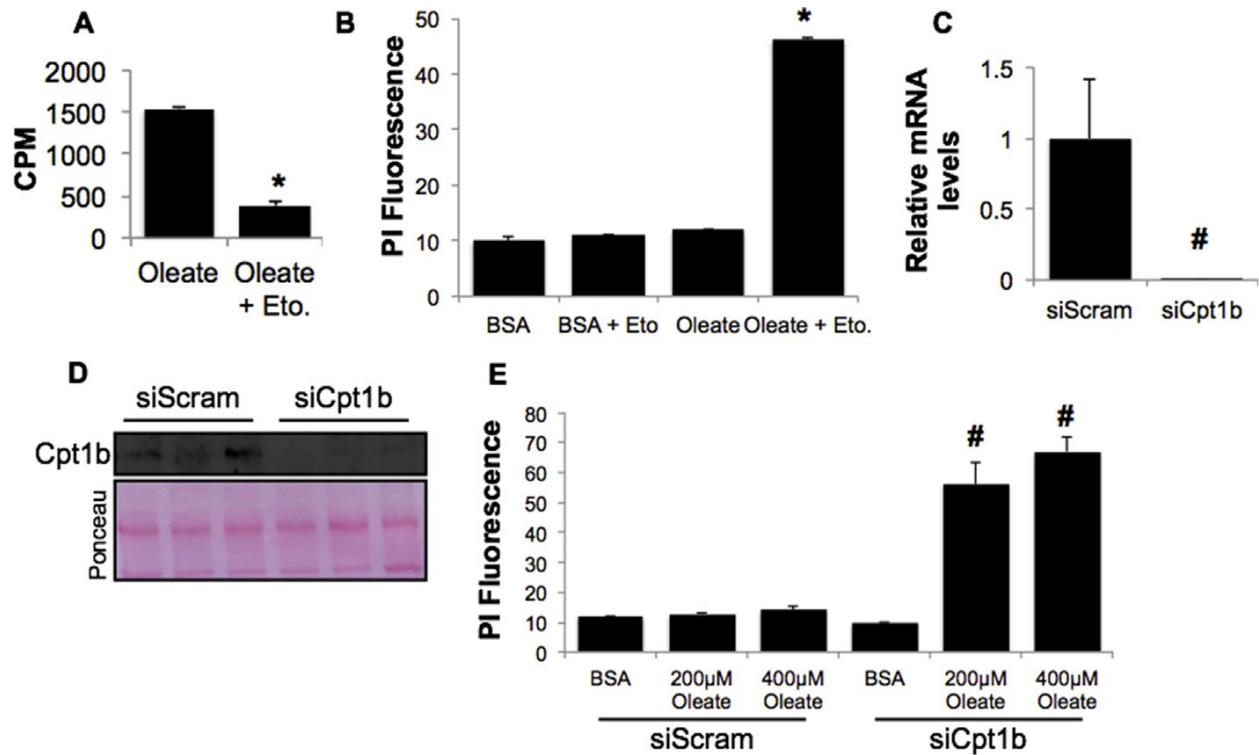 A
CPM
2000
1500
1000
500
0
*
Oleate
Oleate
+ Eto.
B
PI Fluorescence
50
40
30
20
10
0
*
BSA
BSA + Eto
Oleate
Oleate + Eto.
C
Relative mRNA
levels
1.5
1
0.5
0
#
siScram
siCpt1b
D
siScram
siCpt1b
Cpt1b
Ponceau
E
PI Fluorescence
80
70
60
50
40
30
20
10
0
#
#
BSA
200µM
Oleate
400µM
Oleate
BSA
200µM
Oleate
400µM
Oleate
siScram
siCpt1b